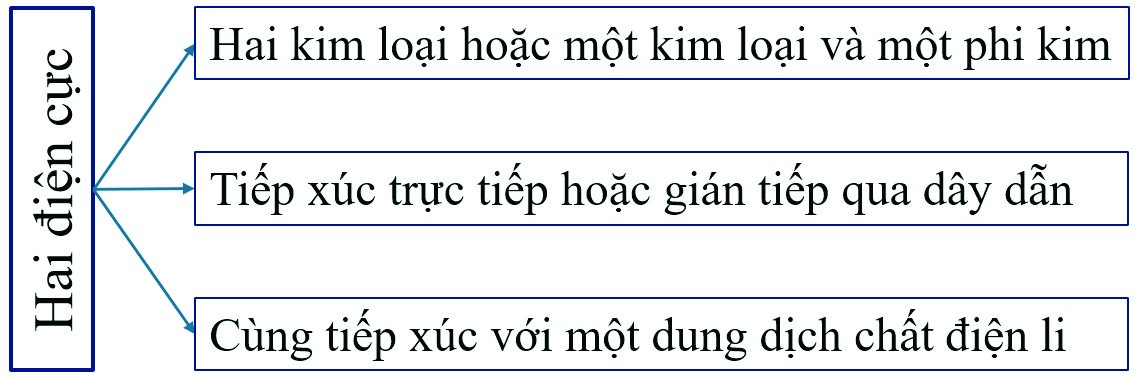 Hai điện cực
Hai kim loại hoặc một kim loại và một phi kim
Tiếp xúc trực tiếp hoặc gián tiếp qua dây dẫn
Cùng tiếp xúc với một dung dịch chất điện li